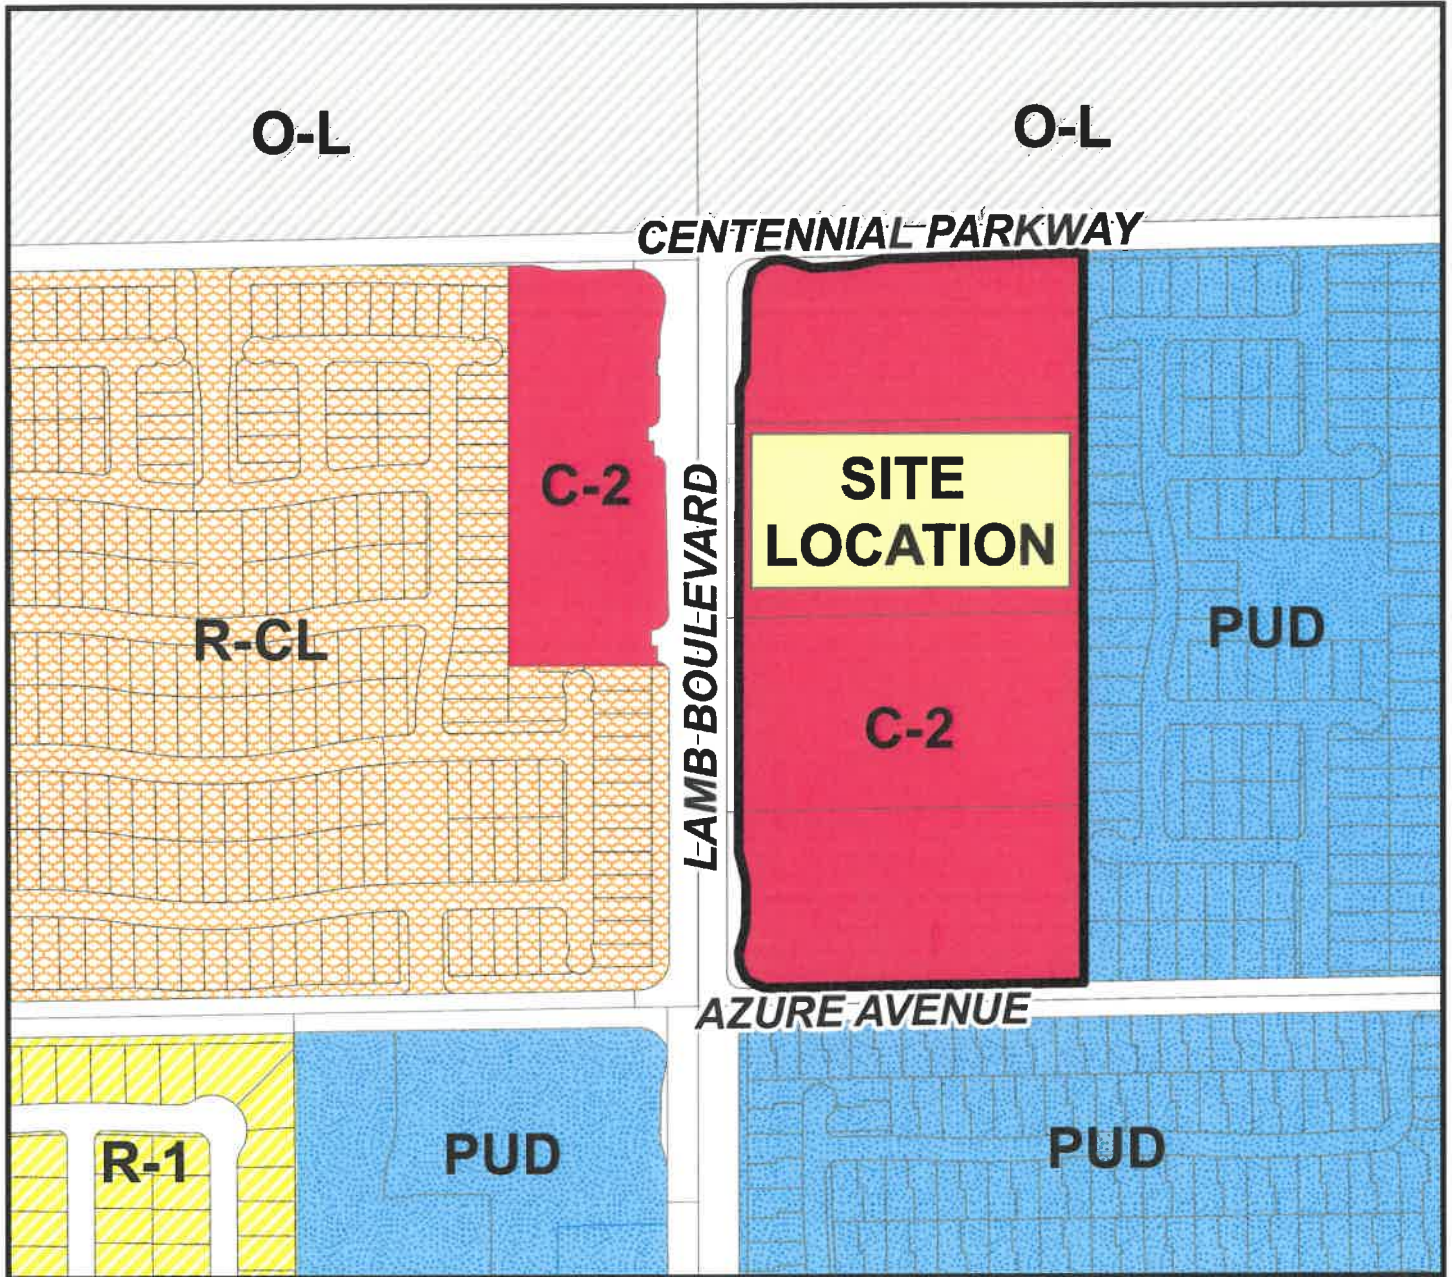 O-L
O-L
CENTENNIAL PARKWAY
C-2
SITE
LOCATION
LAMB BOULEVARD
R-CL
PUD
C-2
AZURE AVENUE
R-1
PUD
PUD